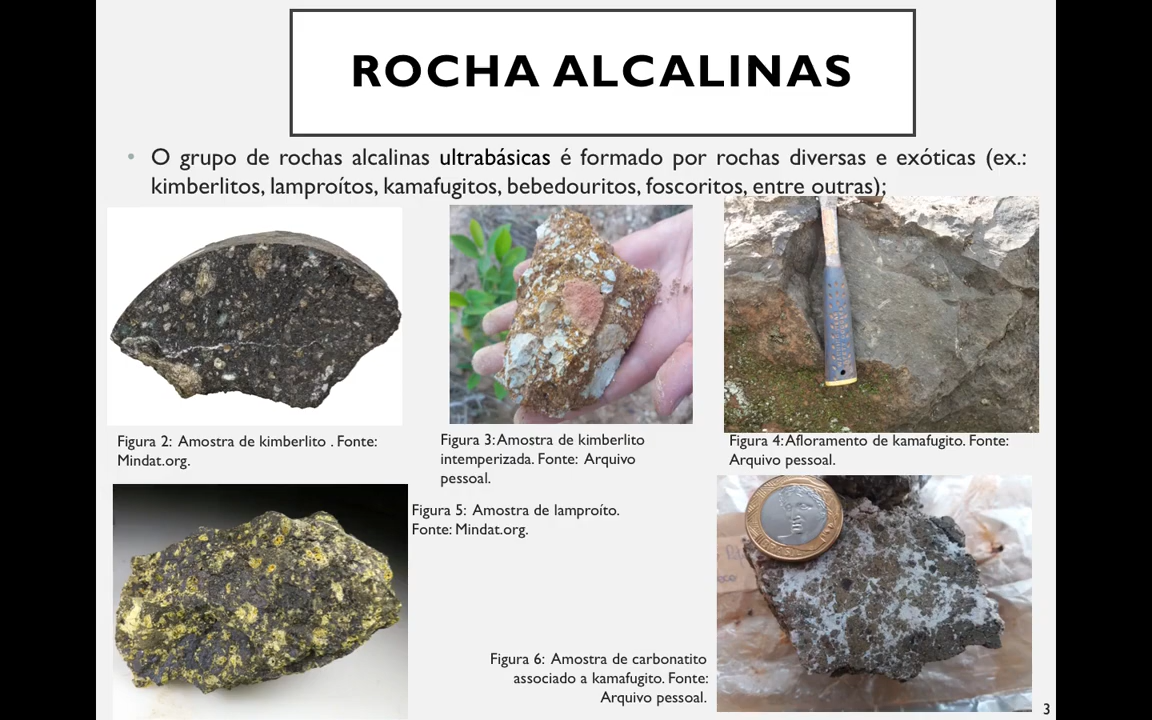 ROCHA ALCALINAS
• O grupo de rochas alcalinas ultrabásicas é formado por rochas diversas e exóticas (ex.:
kimberlitos, lamproítos, kamafugitos, bebedouritos, foscoritos, entre outras);
Figura 2: Amostra de kimberlito . Fonte:
Mindat.org.
Figura 3: Amostra de kimberlito
intemperizada. Fonte: Arquivo
pessoal.
Figura 4: Afloramento de kamafugito. Fonte:
Arquivo pessoal.
Figura 5: Amostra de lamproíto.
Fonte: Mindat.org.
Figura 6: Amostra de carbonatito
associado a kamafugito. Fonte:
Arquivo pessoal.
3